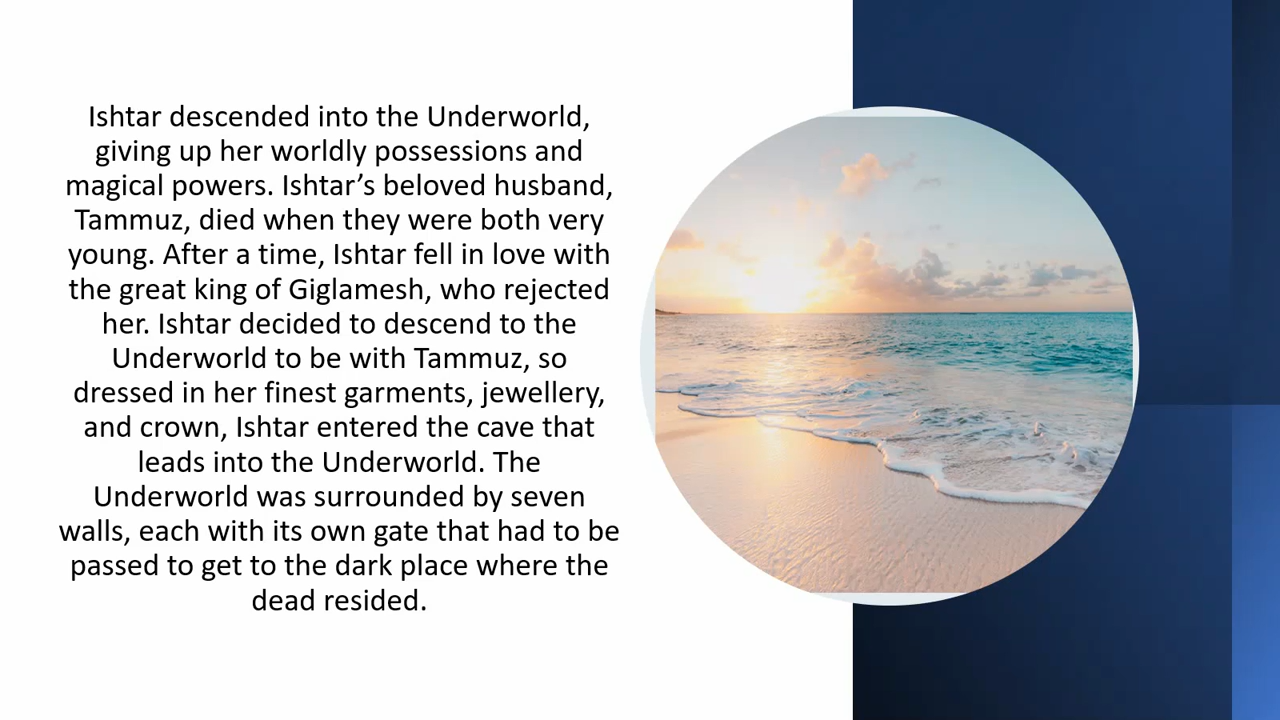 Ishtar descended into the Underworld,
giving up her worldly possessions and
magical powers. Ishtar’s beloved husband,
Tammuz, died when they were both very
young. After a time, Ishtar fell in love with
the great king of Giglamesh, who rejected
her. Ishtar decided to descend to the
Underworld to be with Tammuz, so
dressed in her finest garments, jewellery,
and crown, Ishtar entered the cave that
leads into the Underworld. The
Underworld was surrounded by seven
walls, each with its own gate that had to be
passed to get to the dark place where the
dead resided.